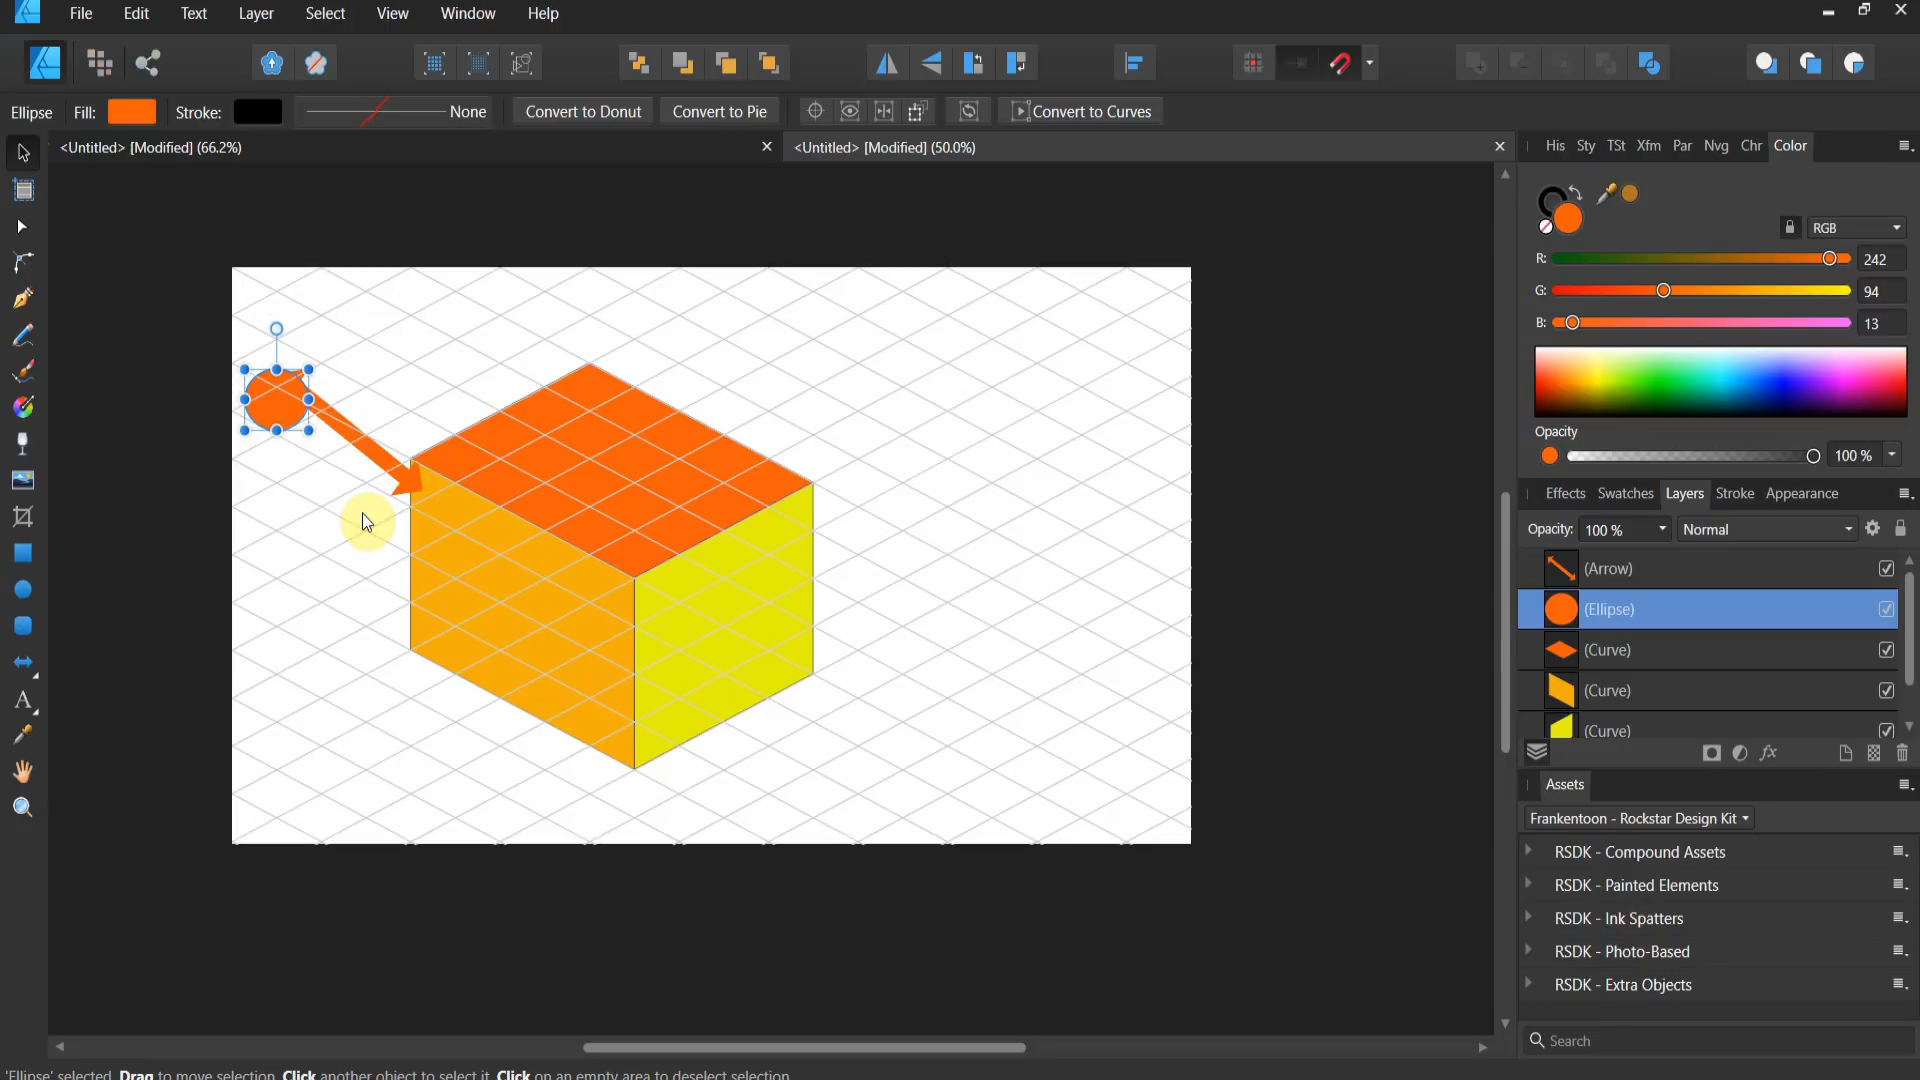 File Edit Text Layer Select View Window Help
Ellipse Fill: Stroke: None Convert to Donut Convert to Pie Convert to Curves
<Untitled> [Modified] (66.2%) <Untitled> [Modified] (50.0%)
His Sty TSt Xfm Par Nvg Chr Color
RGB
R: 242
G: 94
B: 13
Opacity
100 %
Effects Swatches Layers Stroke Appearance
Opacity: 100 % Normal
(Arrow)
(Ellipse)
(Curve)
(Curve)
(Curve)
Assets
Frankentoon - Rockstar Design Kit
RSDK - Compound Assets
RSDK - Painted Elements
RSDK - Ink Spatters
RSDK - Photo-Based
RSDK - Extra Objects
Search
'Ellipse' selected. Drag to move selection. Click another object to select it. Click on an empty area to deselect selection.